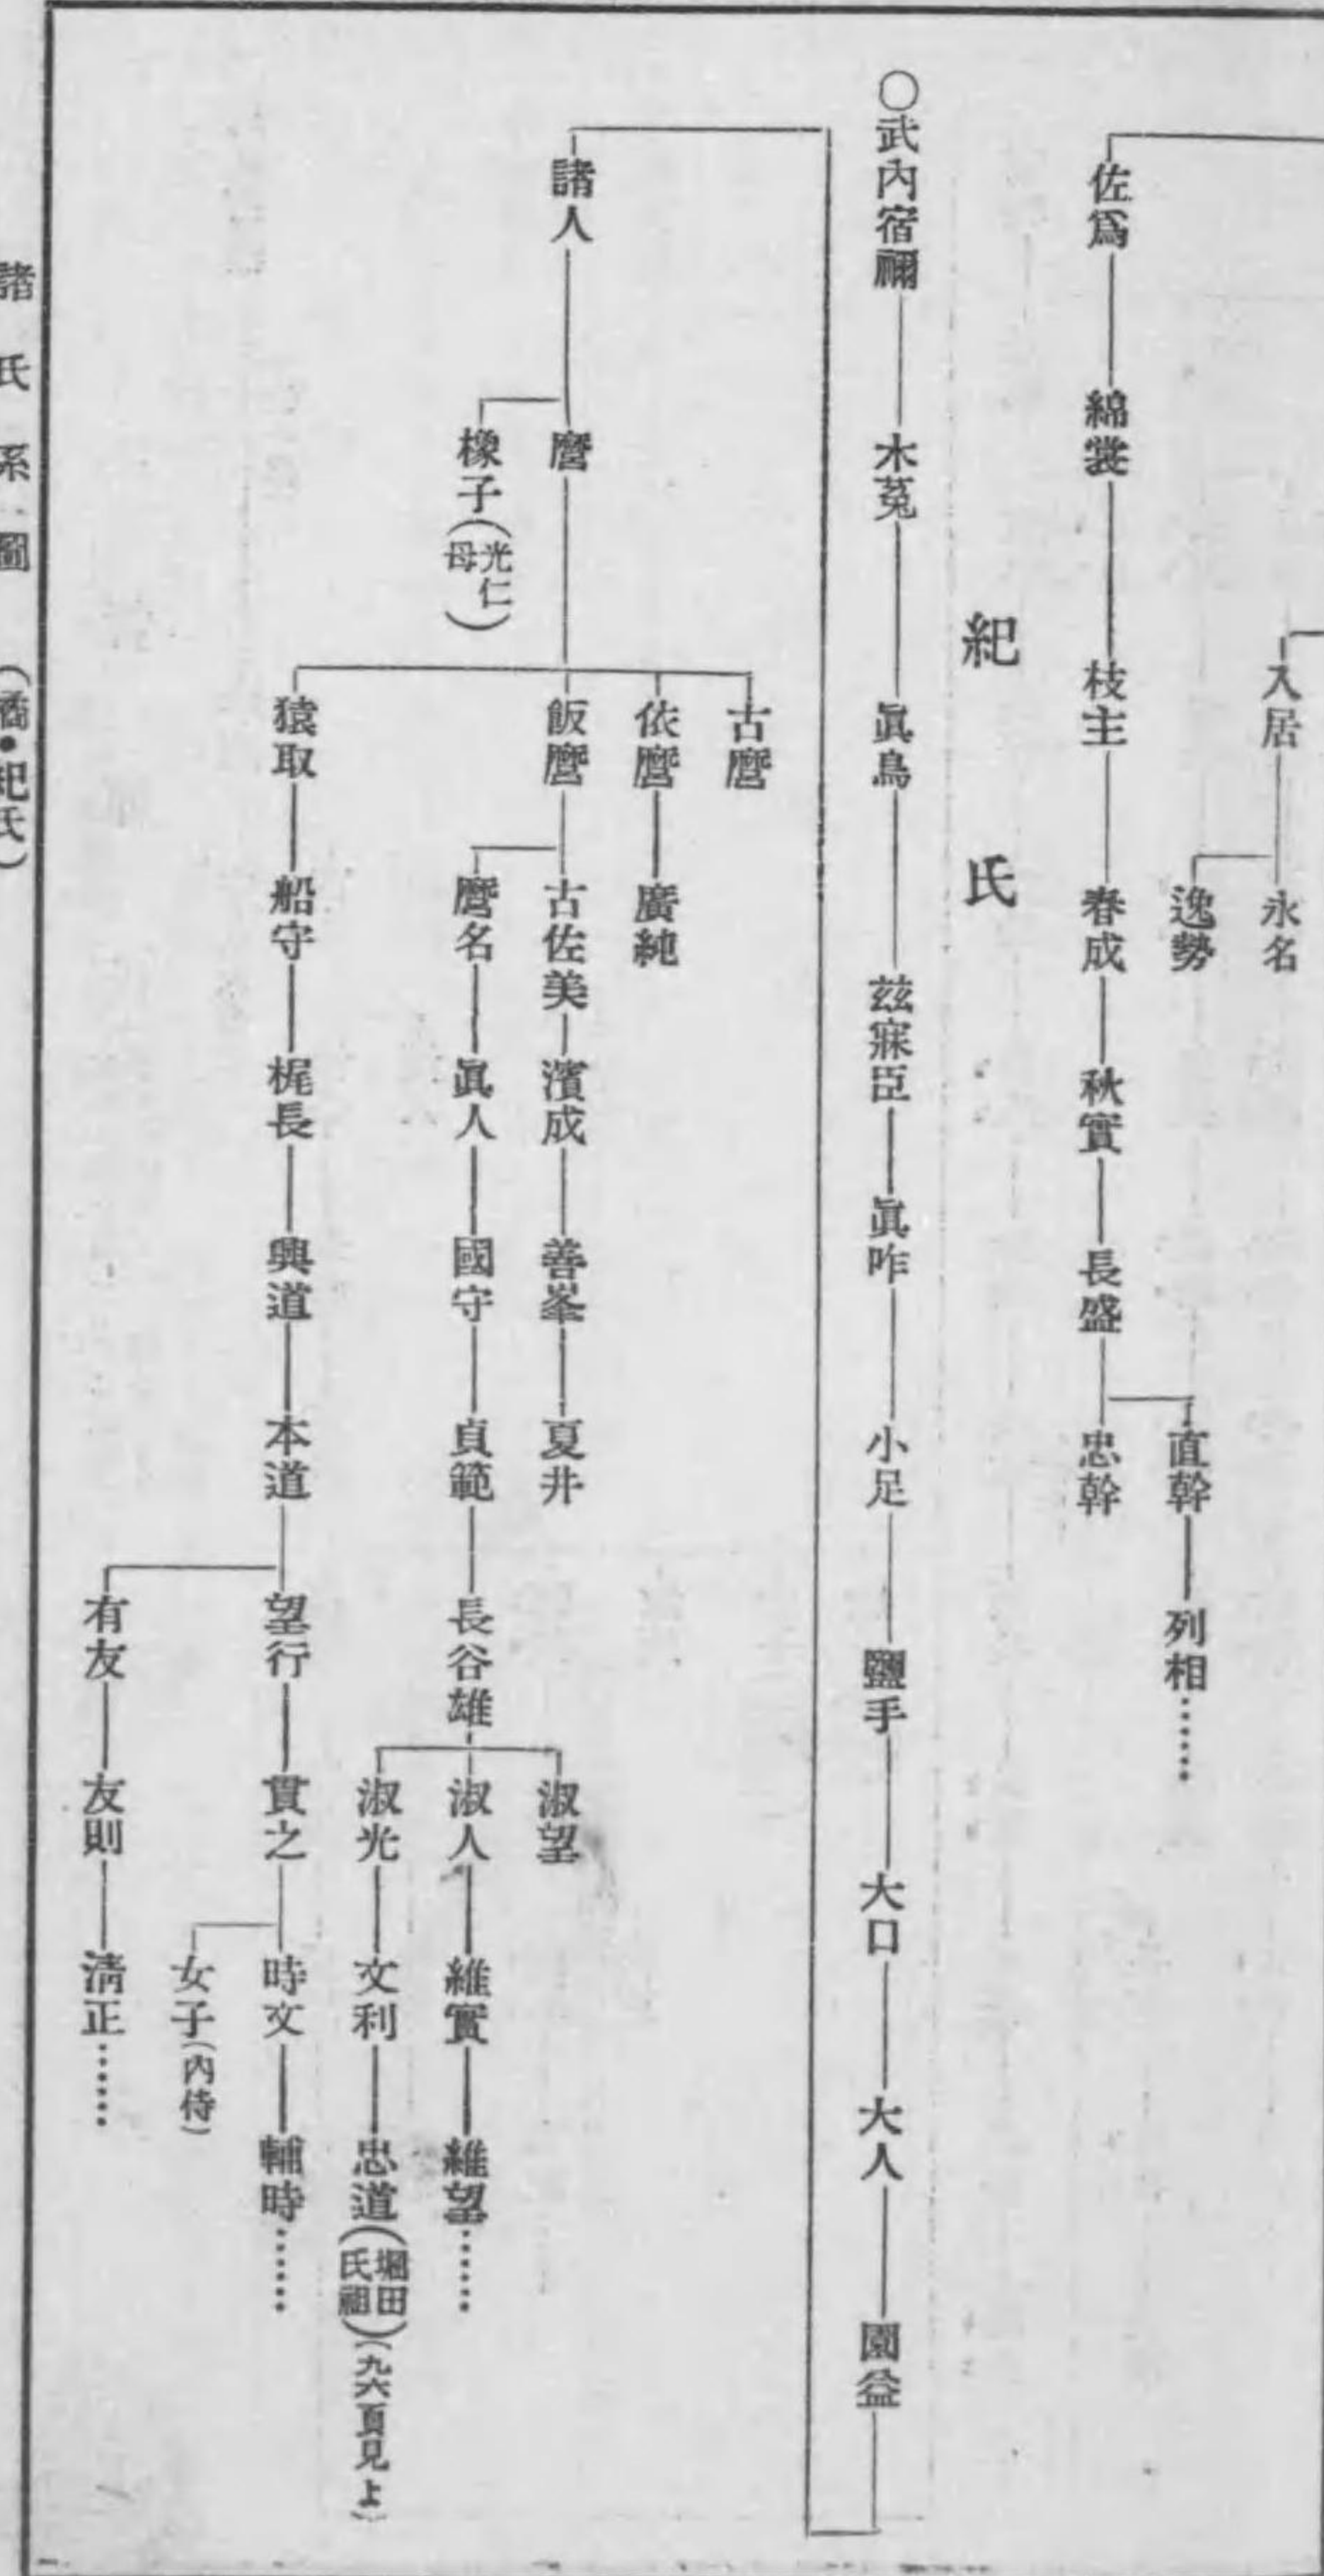 入居―永名
逸勢
佐爲―綿裳―枝主―春成―秋實―長盛
直幹―列相……
忠幹
紀氏
○武內宿禰―木菟―眞鳥―玆寐臣―眞咋―小足―鹽手―大口―大人―園益
諸人―麿
橡子(光仁母)
古麿
依麿―廣純
飯麿―古佐美―濱成―善峯―夏井
麿名―眞人―國守―貞範―長谷雄
淑望
淑人―維實―維望……
淑光―文利―忠道(堀田氏祖)(九六頁見よ)
猿取―船守―梶長―興道―本道
望行―貫之―時文―輔時……
女子(內侍)
有友―友則―淸正……
諸氏系圖 (橘・紀氏)